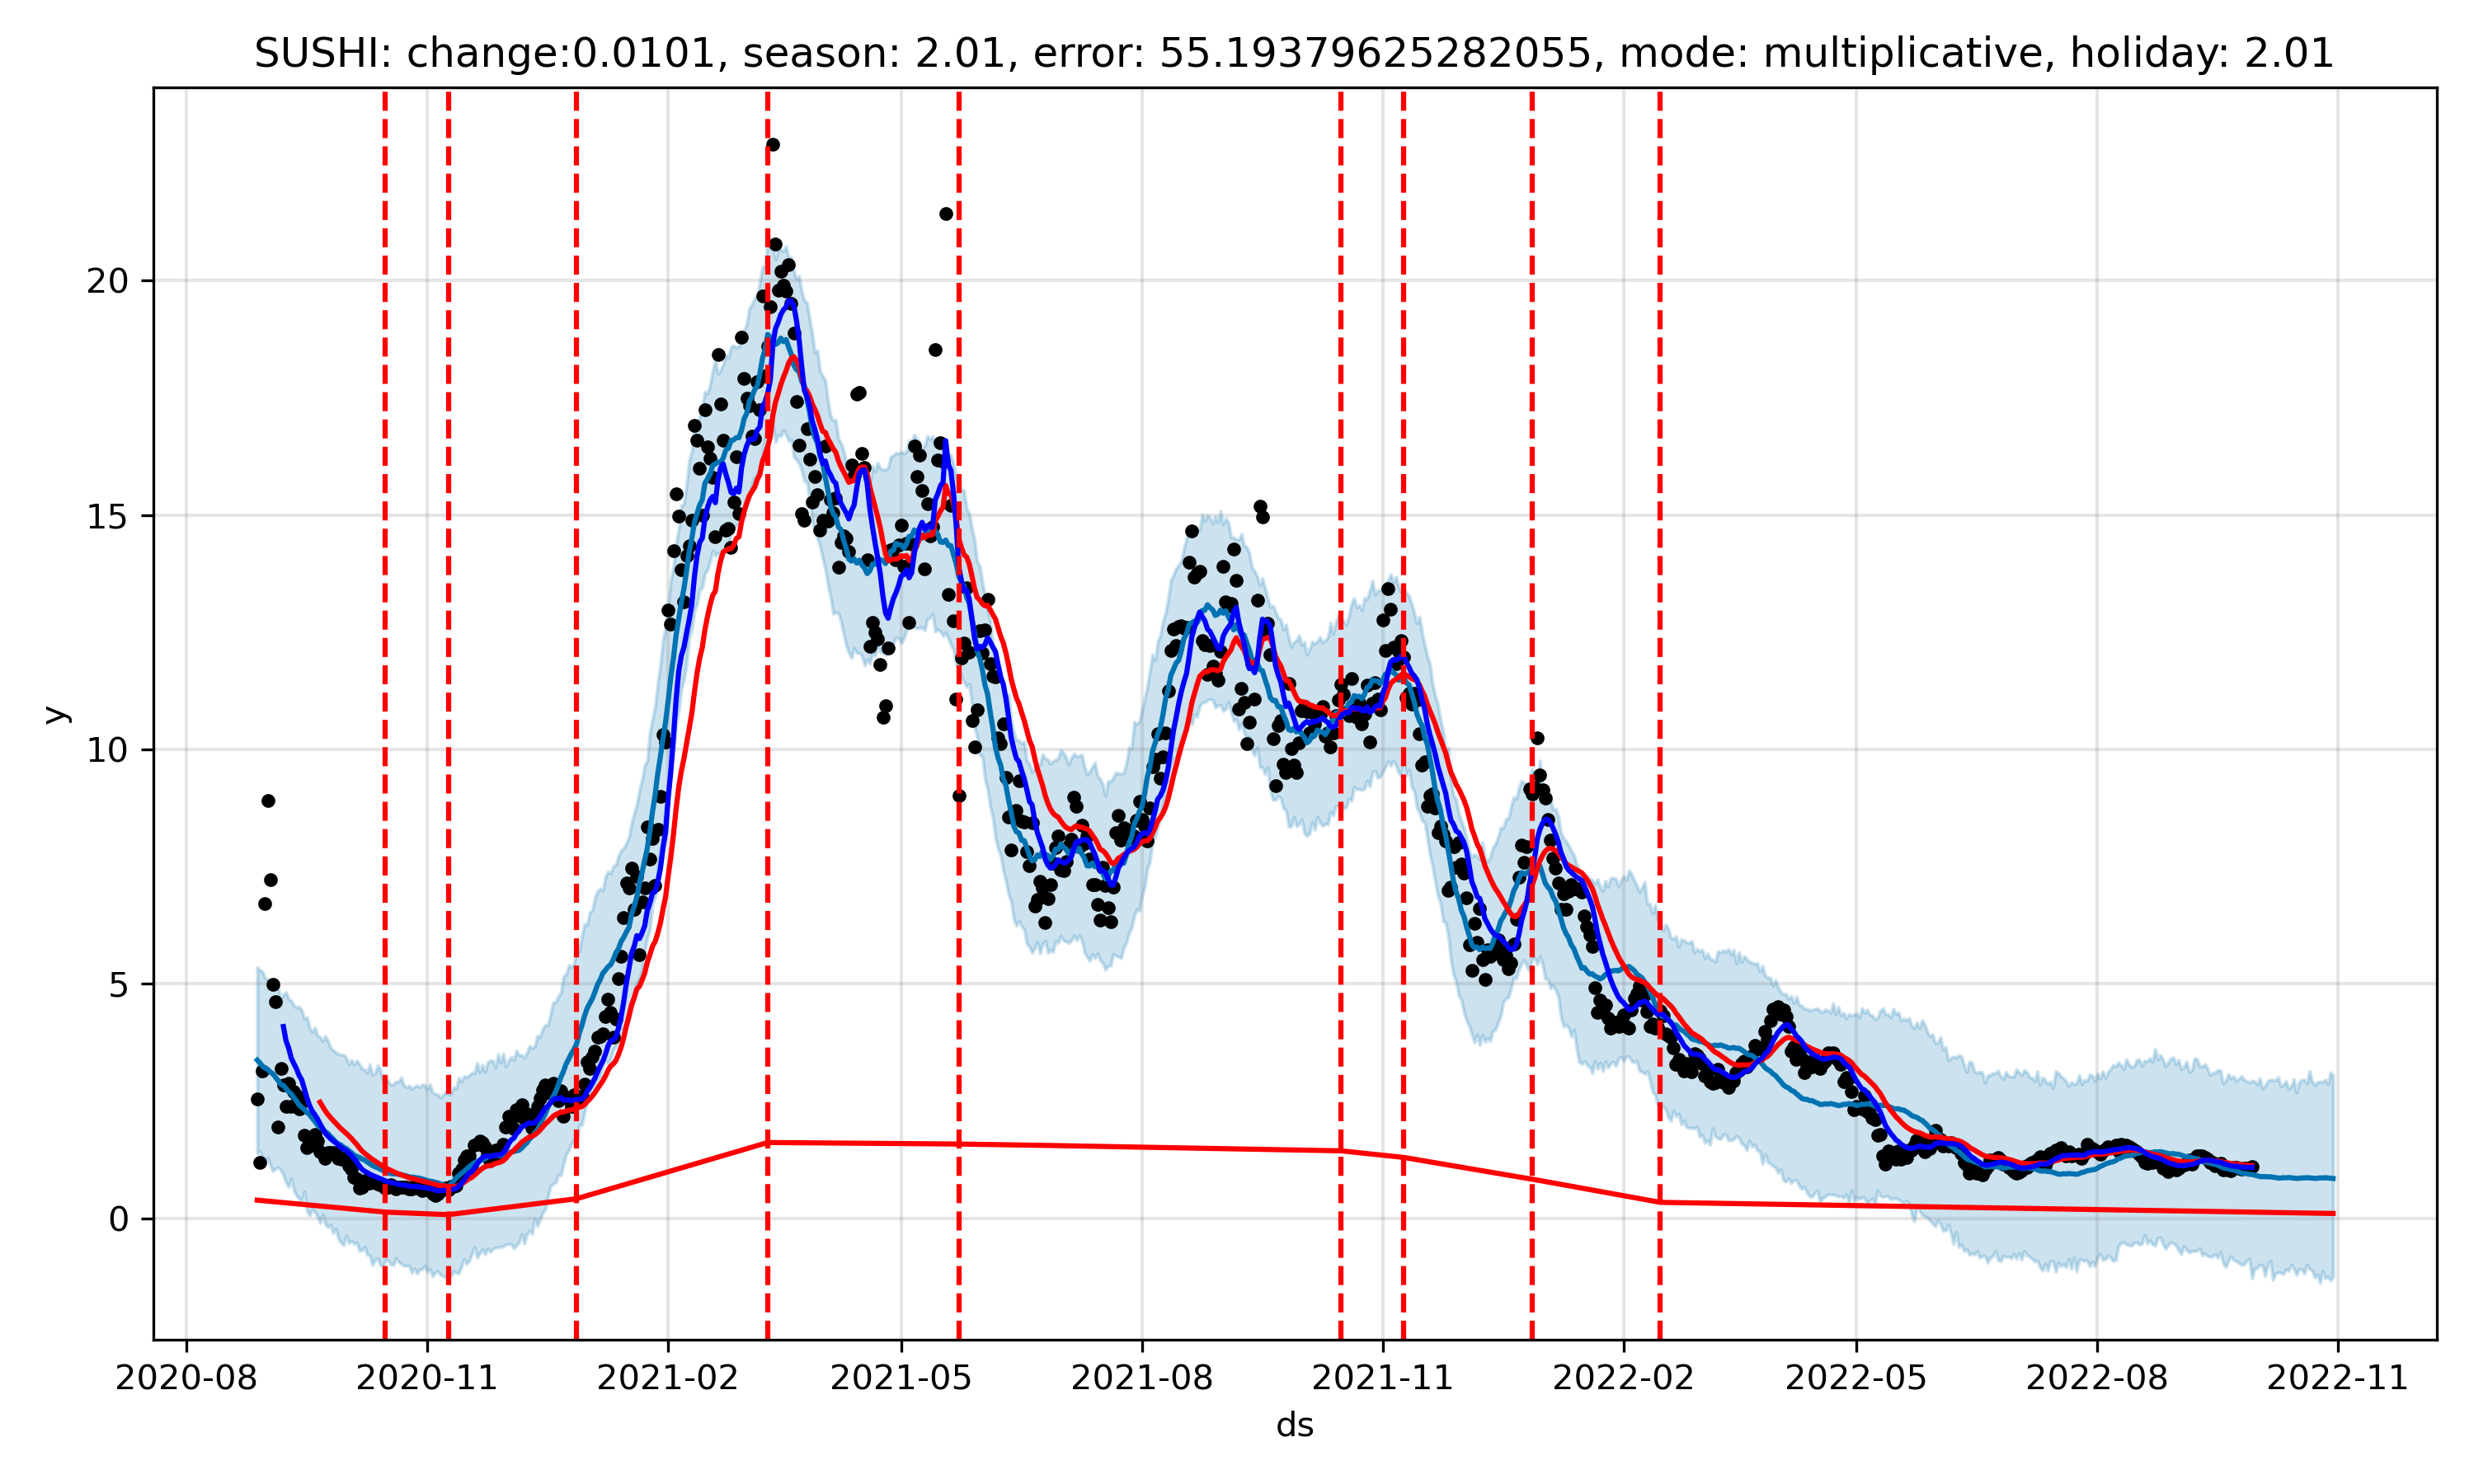 SUSHI: change:0.0101, season: 2.01, error: 55.19379625282055, mode: multiplicative, holiday: 2.01
20
15
10
5
0
y
2020-08 2020-11 2021-02 2021-05 2021-08 2021-11 2022-02 2022-05 2022-08 2022-11
ds